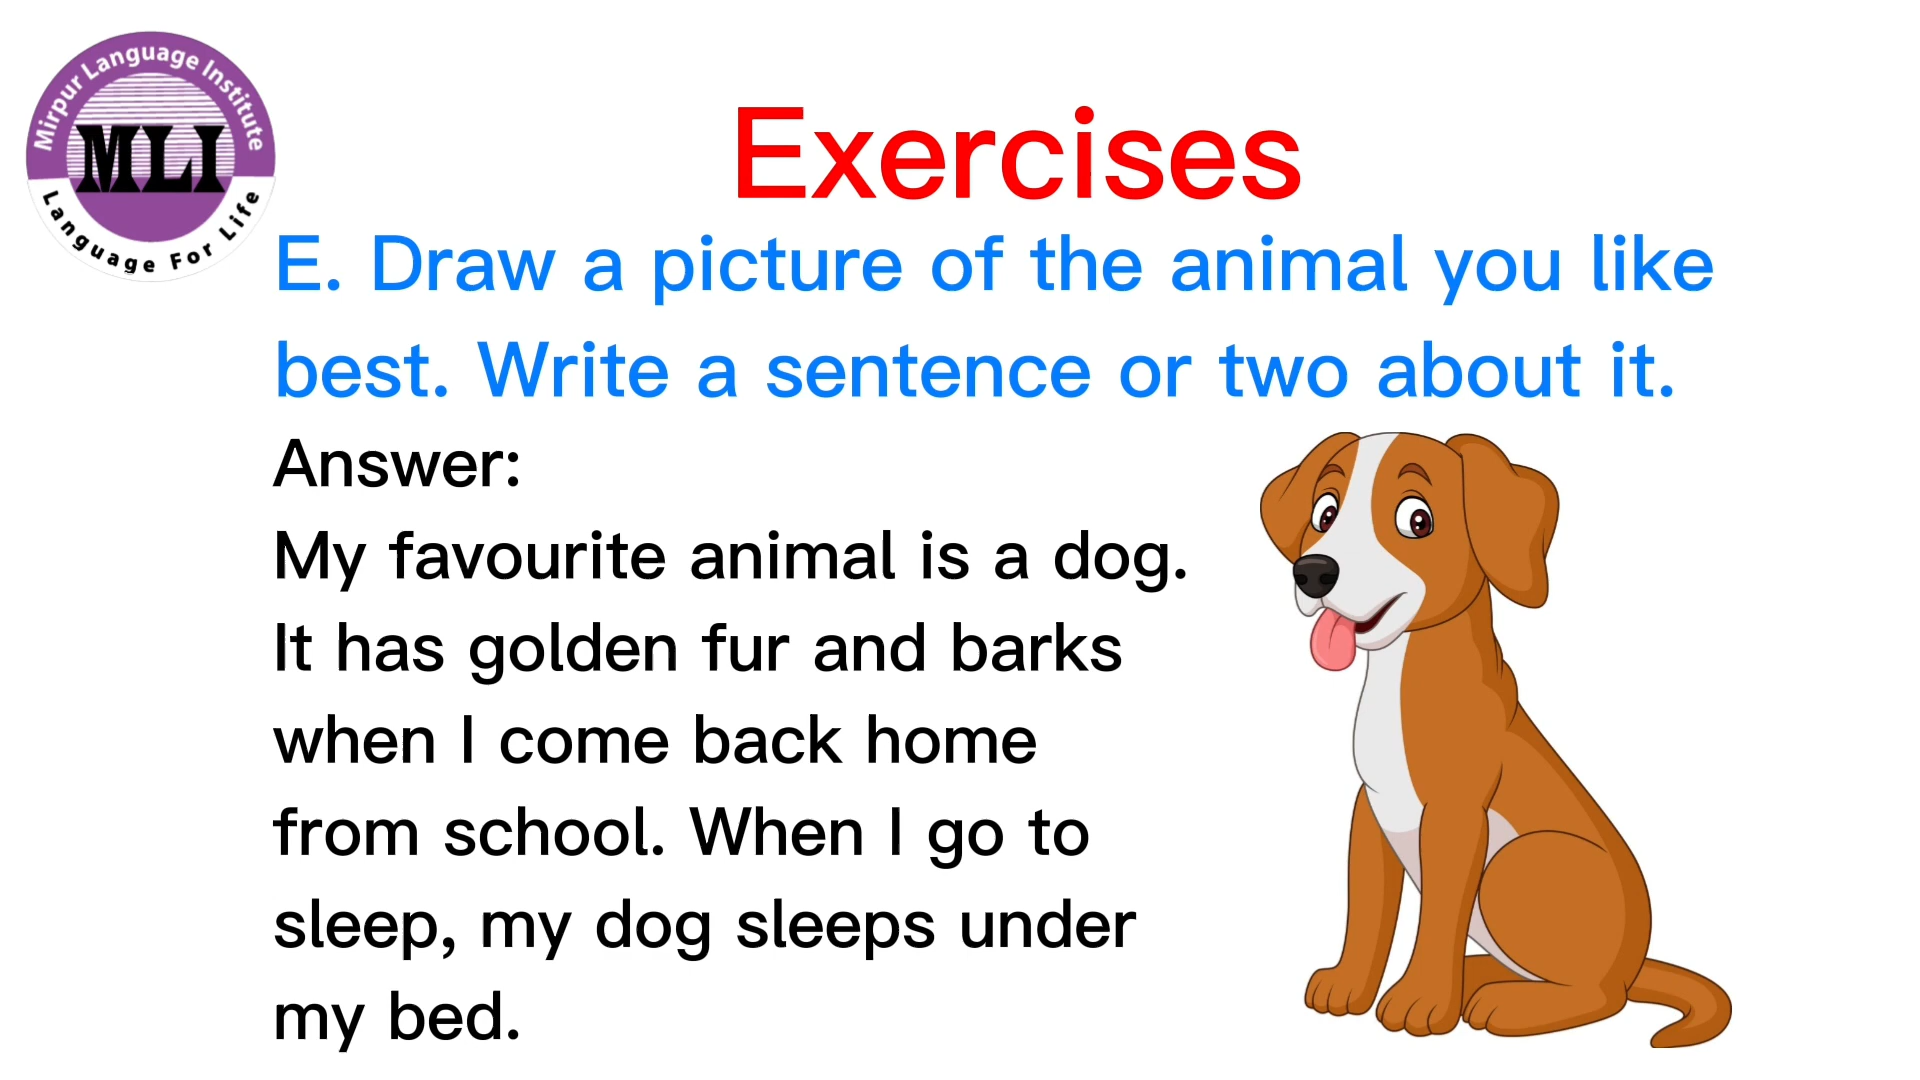 Mirpur Language Institute
MLI
Language For Life
Exercises
E. Draw a picture of the animal you like
best. Write a sentence or two about it.
Answer:
My favourite animal is a dog.
It has golden fur and barks
when I come back home
from school. When I go to
sleep, my dog sleeps under
my bed.